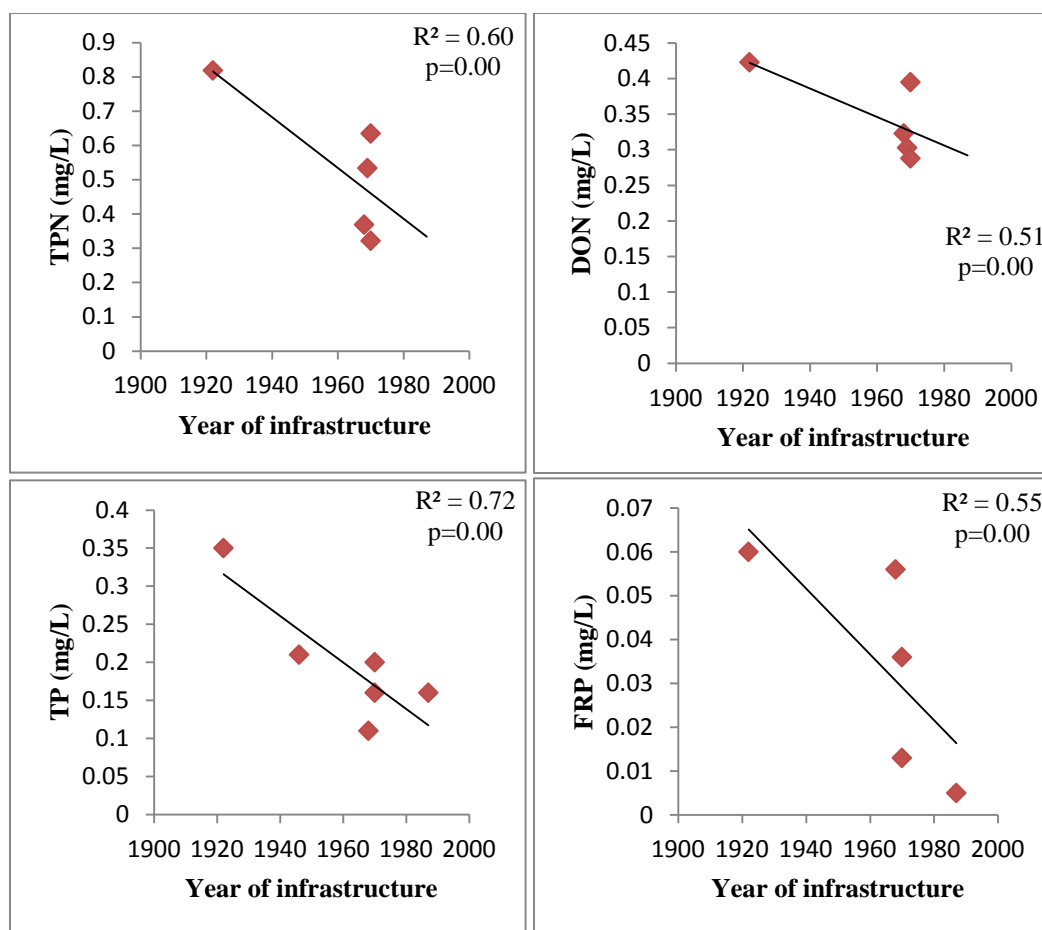 R² = 0.60
p=0.00
TPN (mg/L)
0.9
0.8
0.7
0.6
0.5
0.4
0.3
0.2
0.1
0
1900 1920 1940 1960 1980 2000
Year of infrastructure
DON (mg/L)
0.45
0.4
0.35
0.3
0.25
0.2
0.15
0.1
0.05
0
R² = 0.51
p=0.00
1900 1920 1940 1960 1980 2000
Year of infrastructure
R² = 0.72
p=0.00
TP (mg/L)
0.4
0.35
0.3
0.25
0.2
0.15
0.1
0.05
0
1900 1920 1940 1960 1980 2000
Year of infrastructure
R² = 0.55
p=0.00
FRP (mg/L)
0.07
0.06
0.05
0.04
0.03
0.02
0.01
0
1900 1920 1940 1960 1980 2000
Year of infrastructure